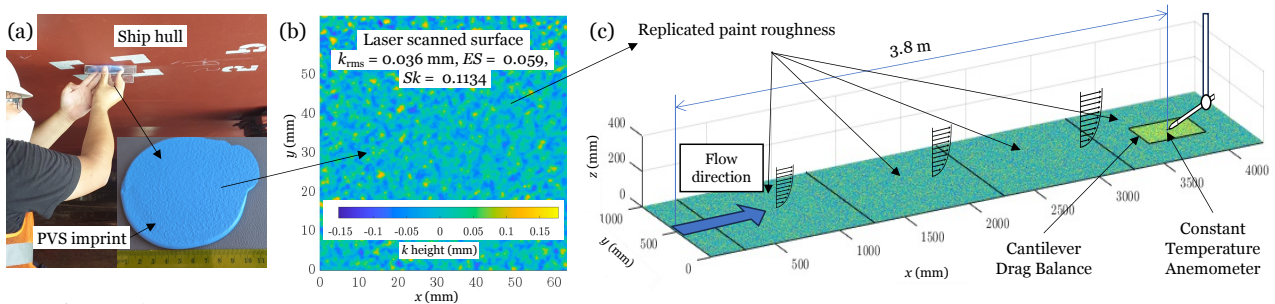 (a)
Ship hull
PVS imprint
(b)
Laser scanned surface
k_rms = 0.036 mm, ES = 0.059,
Sk = 0.1134
y (mm)
50
40
30
20
10
0
-0.15 -0.1 -0.05 0 0.05 0.1 0.15
k height (mm)
0 10 20 30 40 50 60
x (mm)
(c)
Replicated paint roughness
3.8 m
Flow
direction
z (mm)
400
200
0
1000
500
0
y (mm)
500
1000
1500
2000
2500
3000
3500
4000
x (mm)
Cantilever
Drag Balance
Constant
Temperature
Anemometer